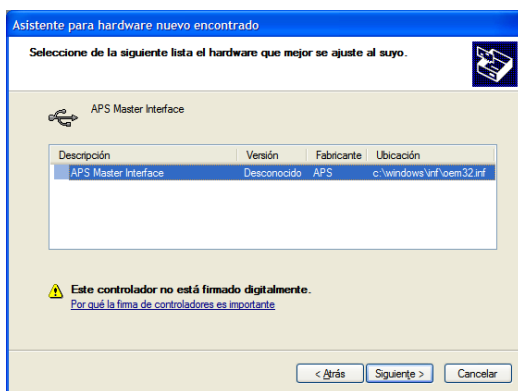 Asistente para hardware nuevo encontrado
Seleccione de la siguiente lista el hardware que mejor se ajuste al suyo.
APS Master Interface
Descripción Versión Fabricante Ubicación
APS Master Interface Desconocido APS c:\windows\inf\oem32.inf
Este controlador no está firmado digitalmente.
Por qué la firma de controladores es importante
< Atrás Siguiente > Cancelar